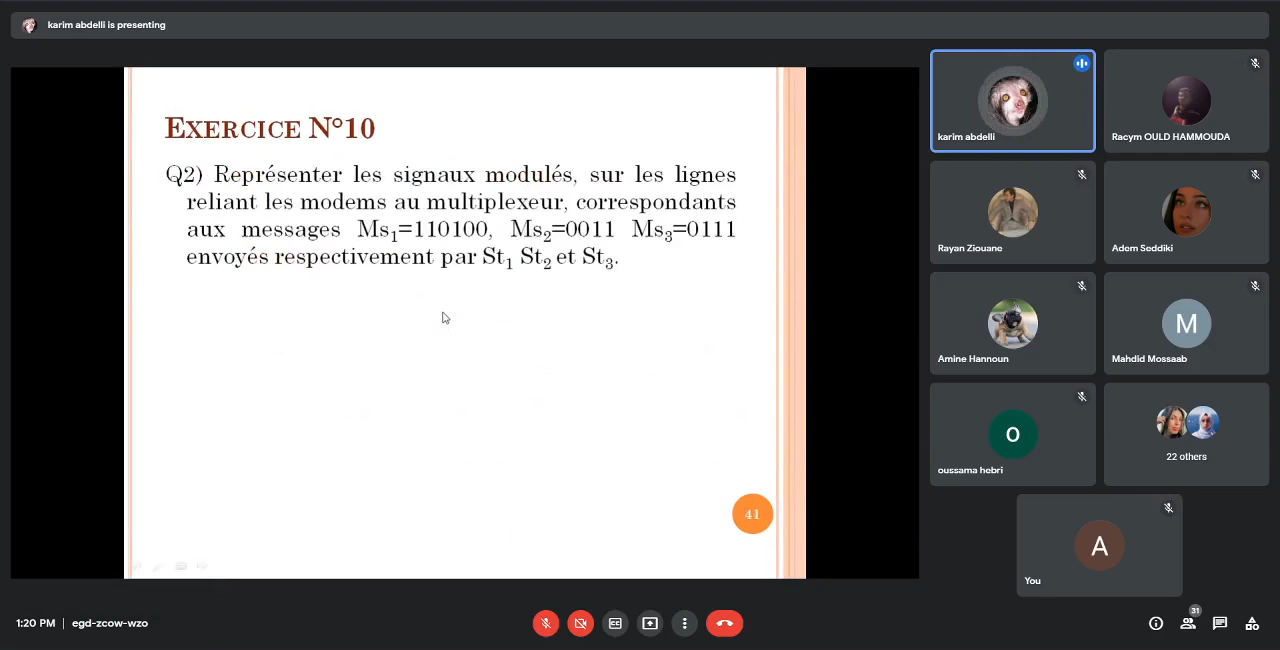 karim abdelli is presenting
EXERCICE N°10
Q2) Représenter les signaux modulés, sur les lignes
reliant les modems au multiplexeur, correspondants
aux messages Ms1=110100, Ms2=0011 Ms3=0111
envoyés respectivement par St1 St2 et St3.
41
karim abdelli
Racym OULD HAMMOUDA
Rayan Ziouane
Adem Seddiki
Amine Hannoun
M
Mahdid Mossaab
O
oussama hebri
22 others
A
You
1:20 PM | egd-zcow-wzo
31